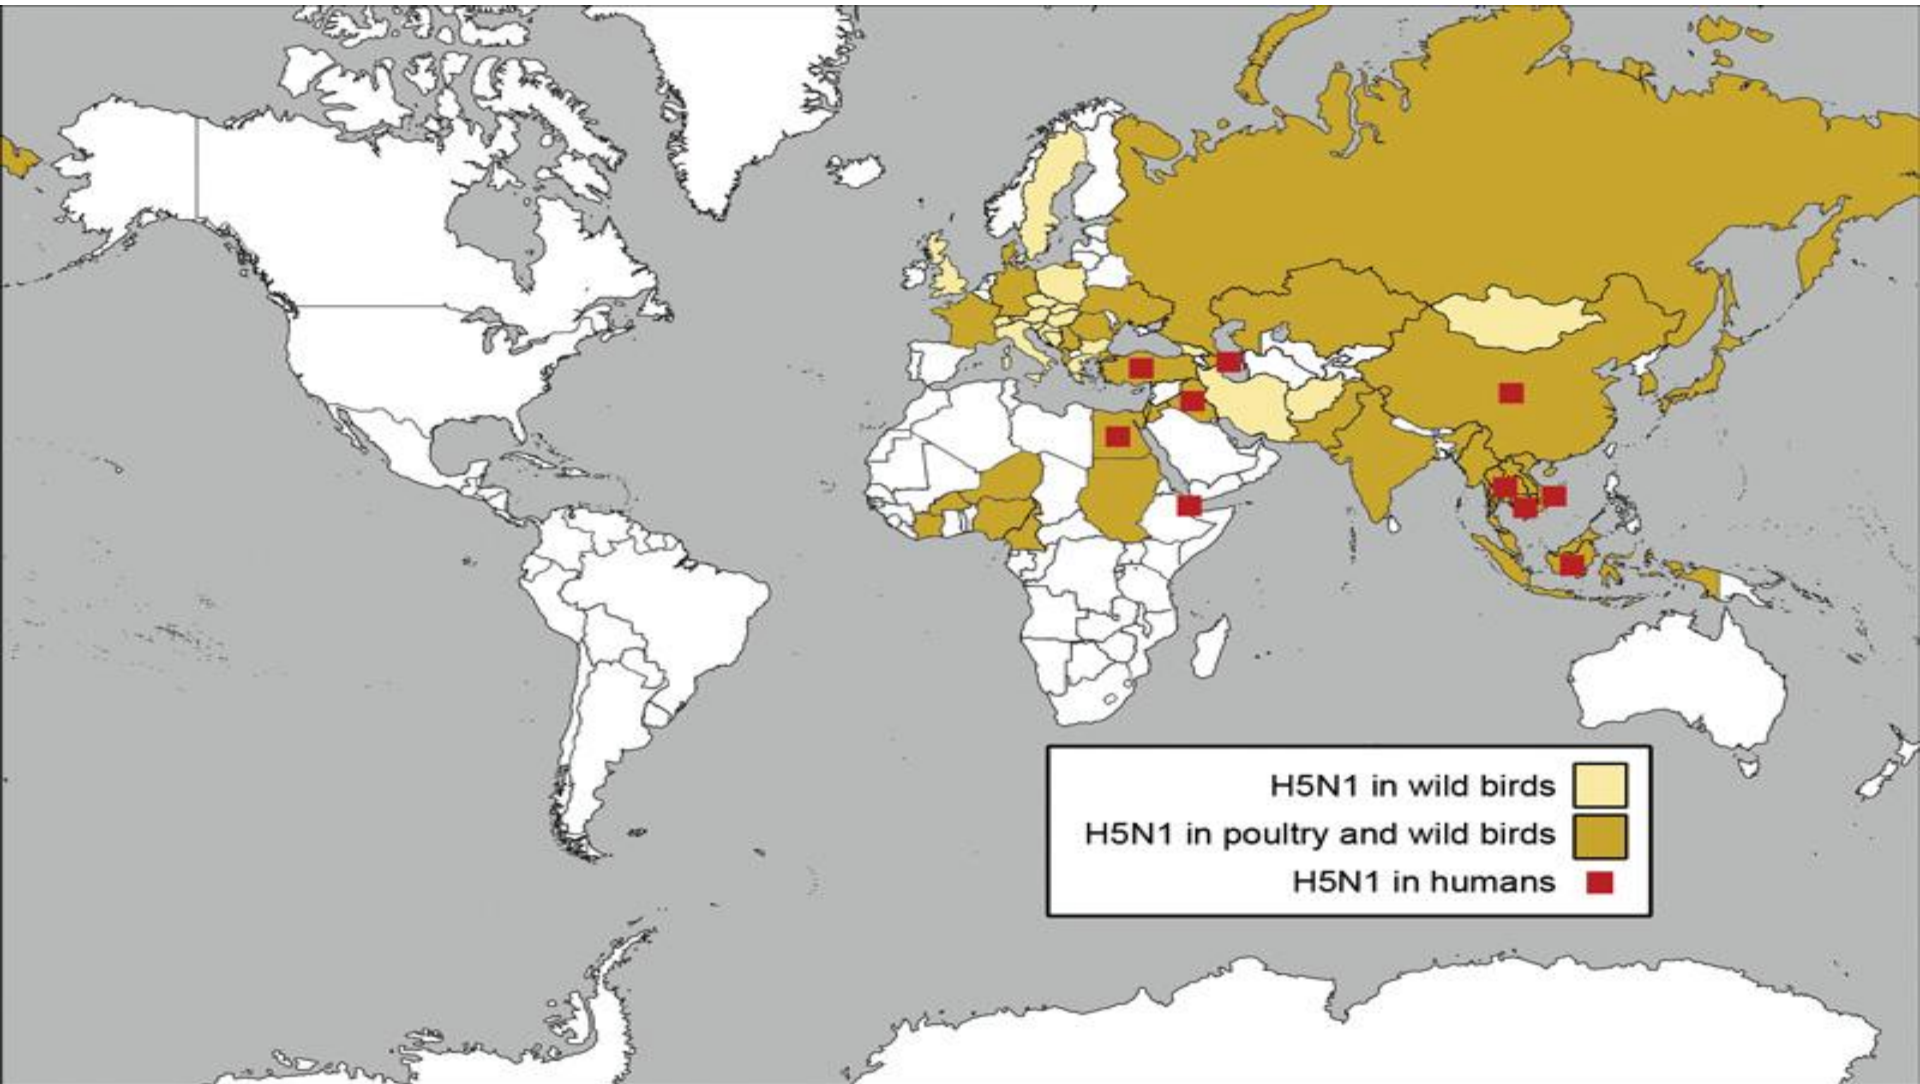 H5N1 in wild birds
H5N1 in poultry and wild birds
H5N1 in humans